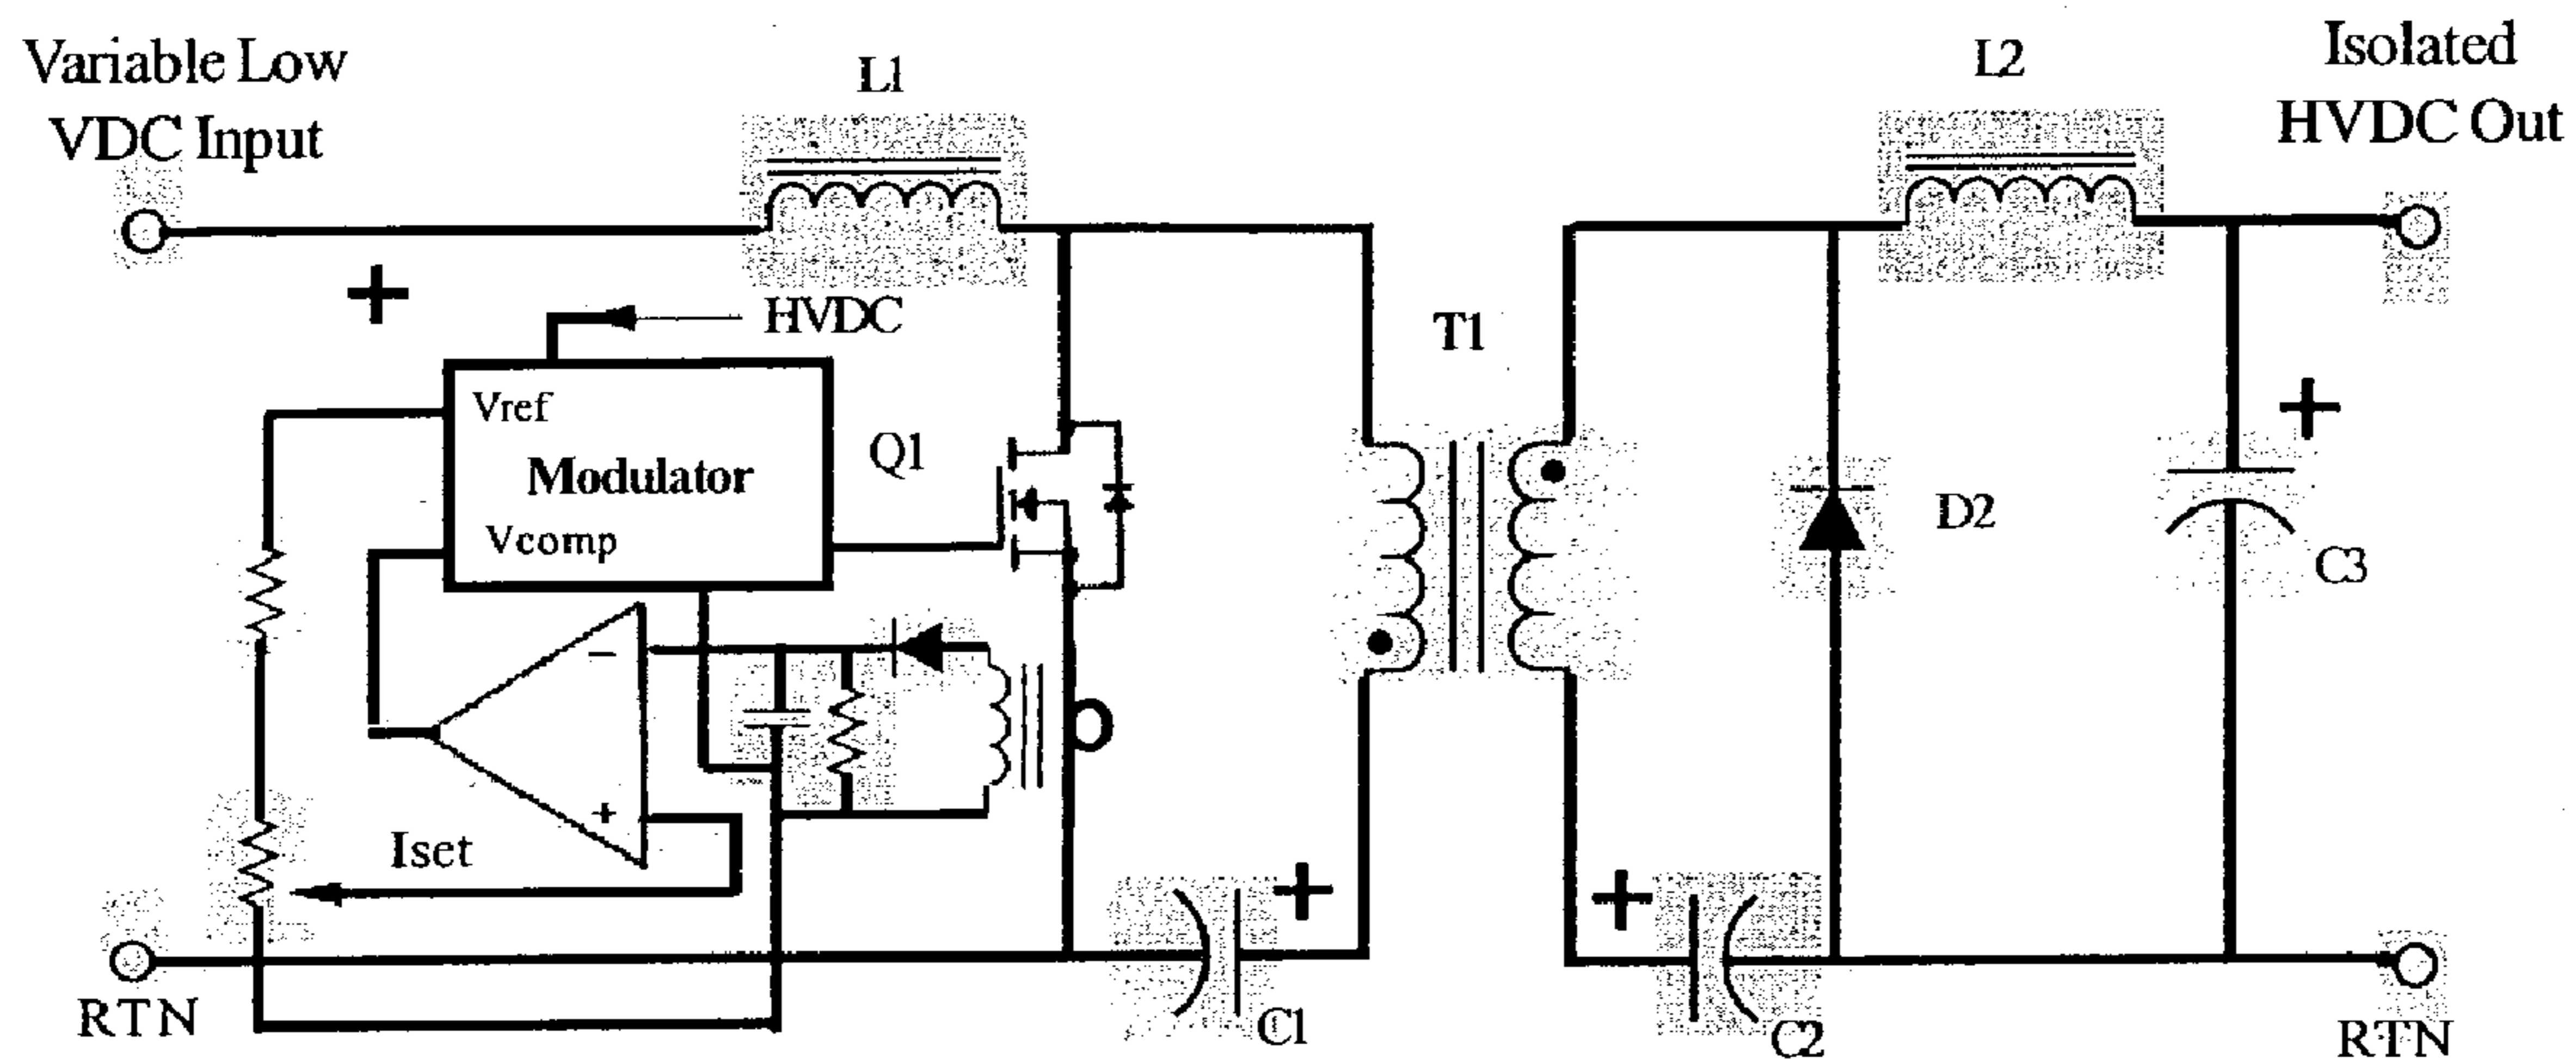 Variable Low
VDC Input
L1
L2
Isolated
HVDC Out
+
HVDC
T1
Vref
Modulator
Vcomp
Q1
+
D2
C3
−
+
Iset
+
+
RTN
C1
C2
RTN